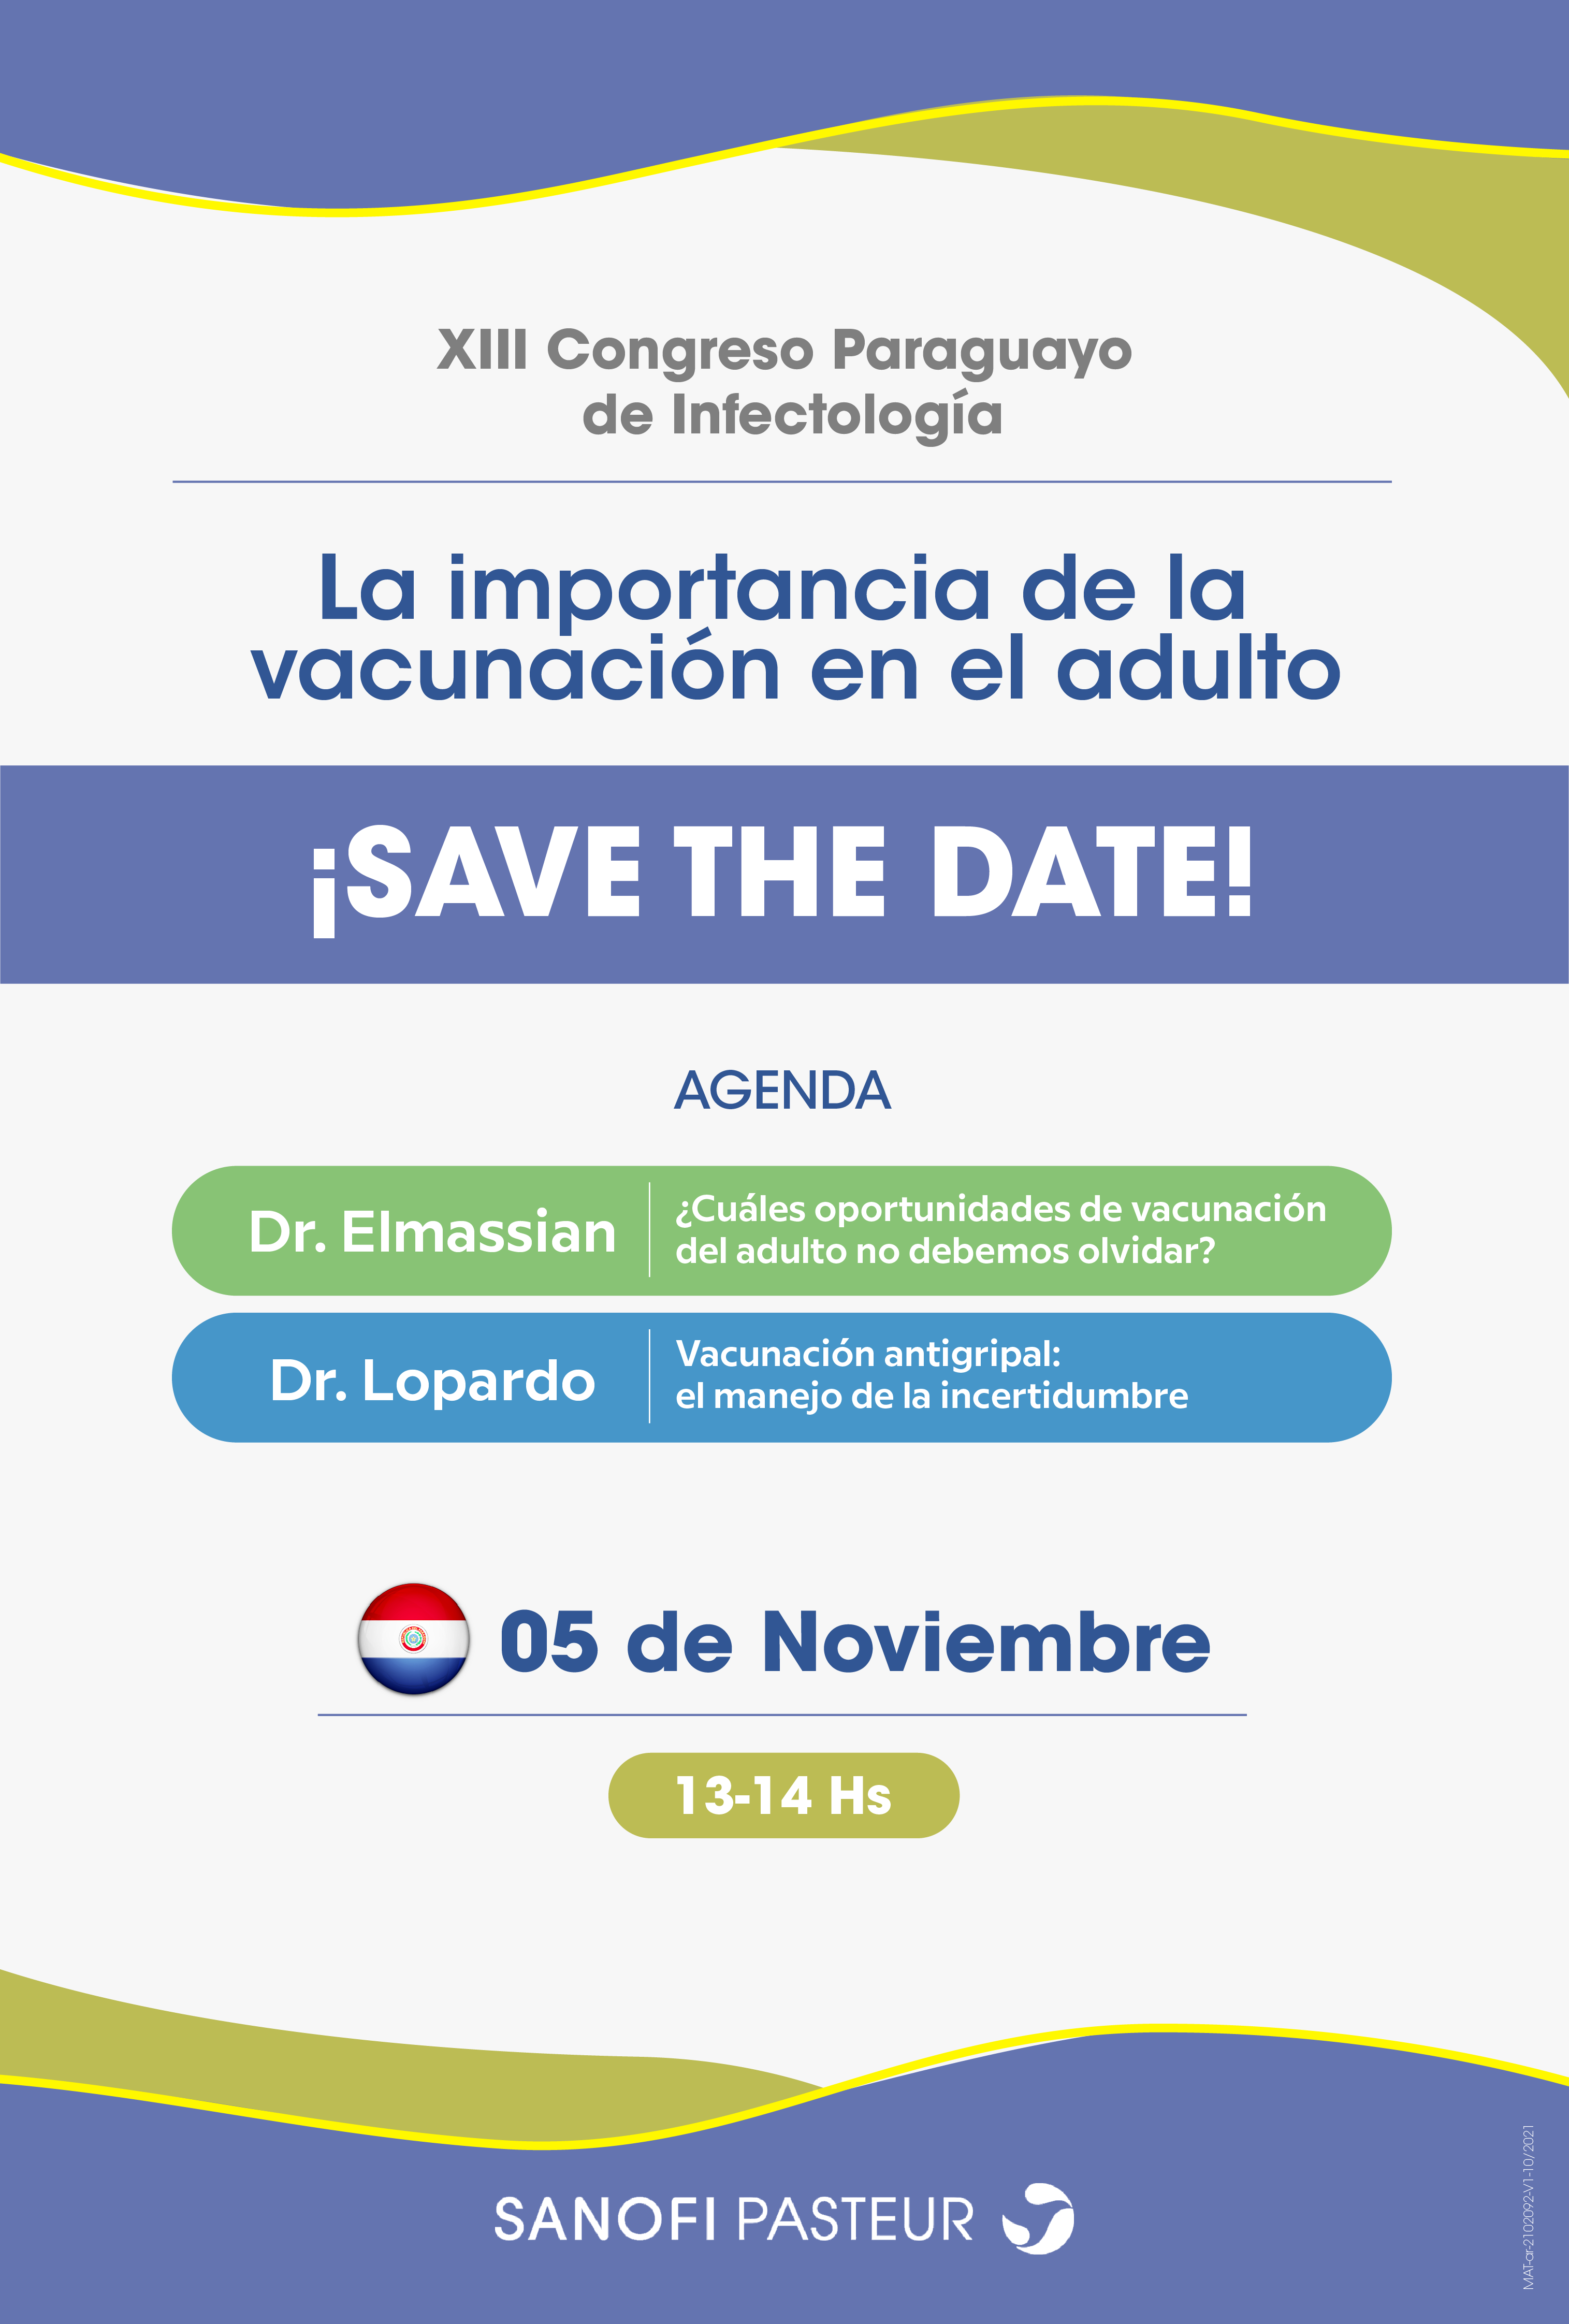 XIII Congreso Paraguayo
de Infectología
La importancia de la
vacunación en el adulto
¡SAVE THE DATE!
AGENDA
Dr. Elmassian
¿Cuáles oportunidades de vacunación
del adulto no debemos olvidar?
Dr. Lopardo
Vacunación antigripal:
el manejo de la incertidumbre
05 de Noviembre
13-14 Hs
SANOFI PASTEUR
MAT-ar-2102092-V1-10/2021